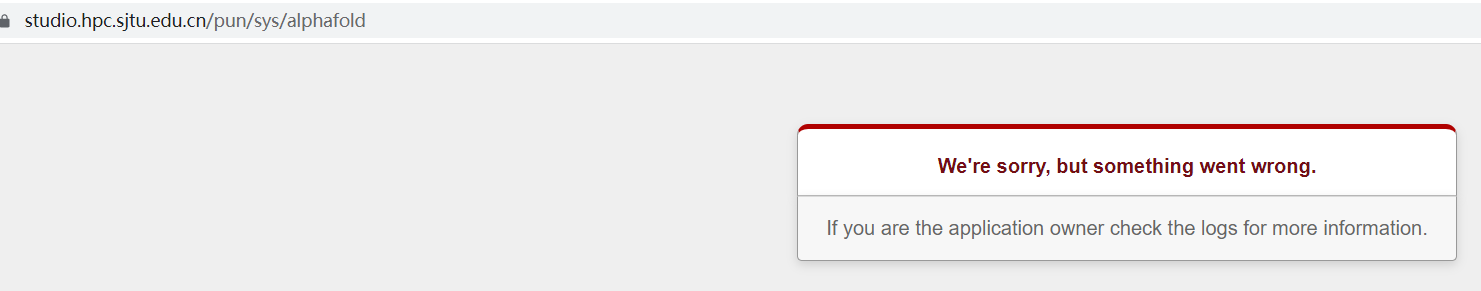 studio.hpc.sjtu.edu.cn/pun/sys/alphafold
We're sorry, but something went wrong.
If you are the application owner check the logs for more information.